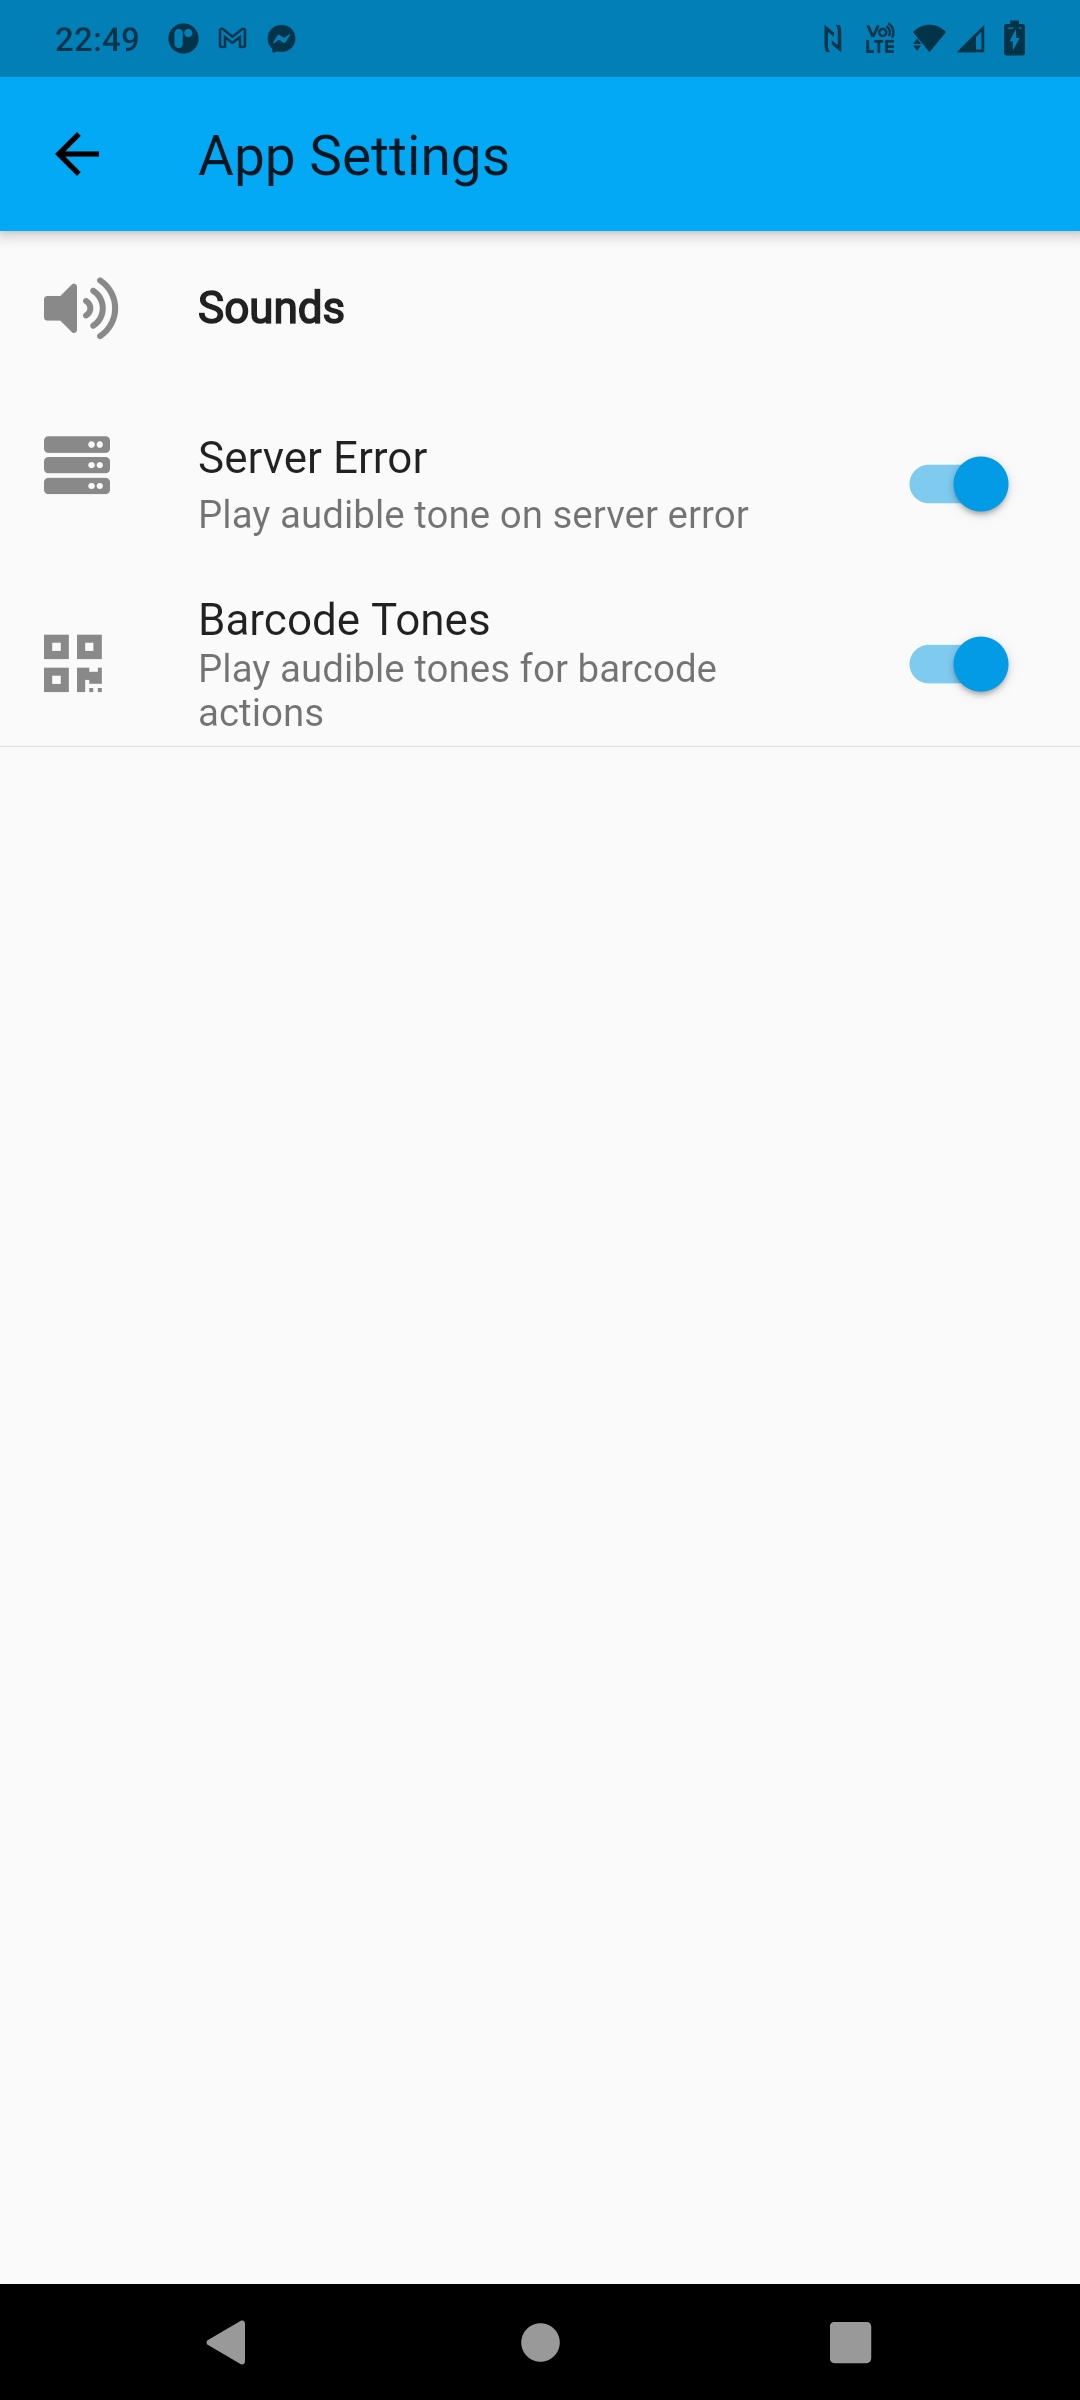 22:49
Vo
LTE
App Settings
Sounds
Server Error
Play audible tone on server error
Barcode Tones
Play audible tones for barcode
actions